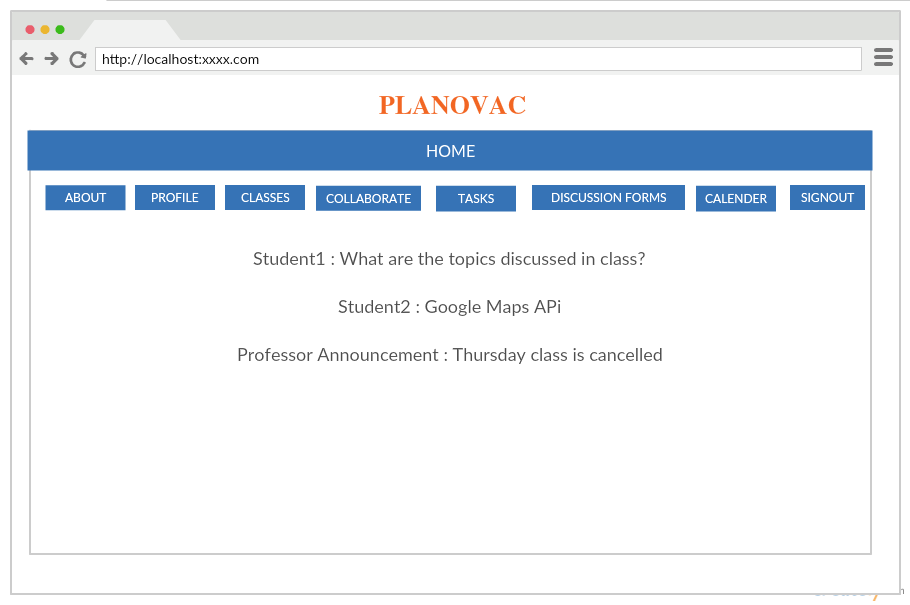 http://localhost:xxxx.com
PLANOVAC
HOME
ABOUT PROFILE CLASSES COLLABORATE TASKS DISCUSSION FORMS CALENDER SIGNOUT
Student1 : What are the topics discussed in class?
Student2 : Google Maps APi
Professor Announcement : Thursday class is cancelled